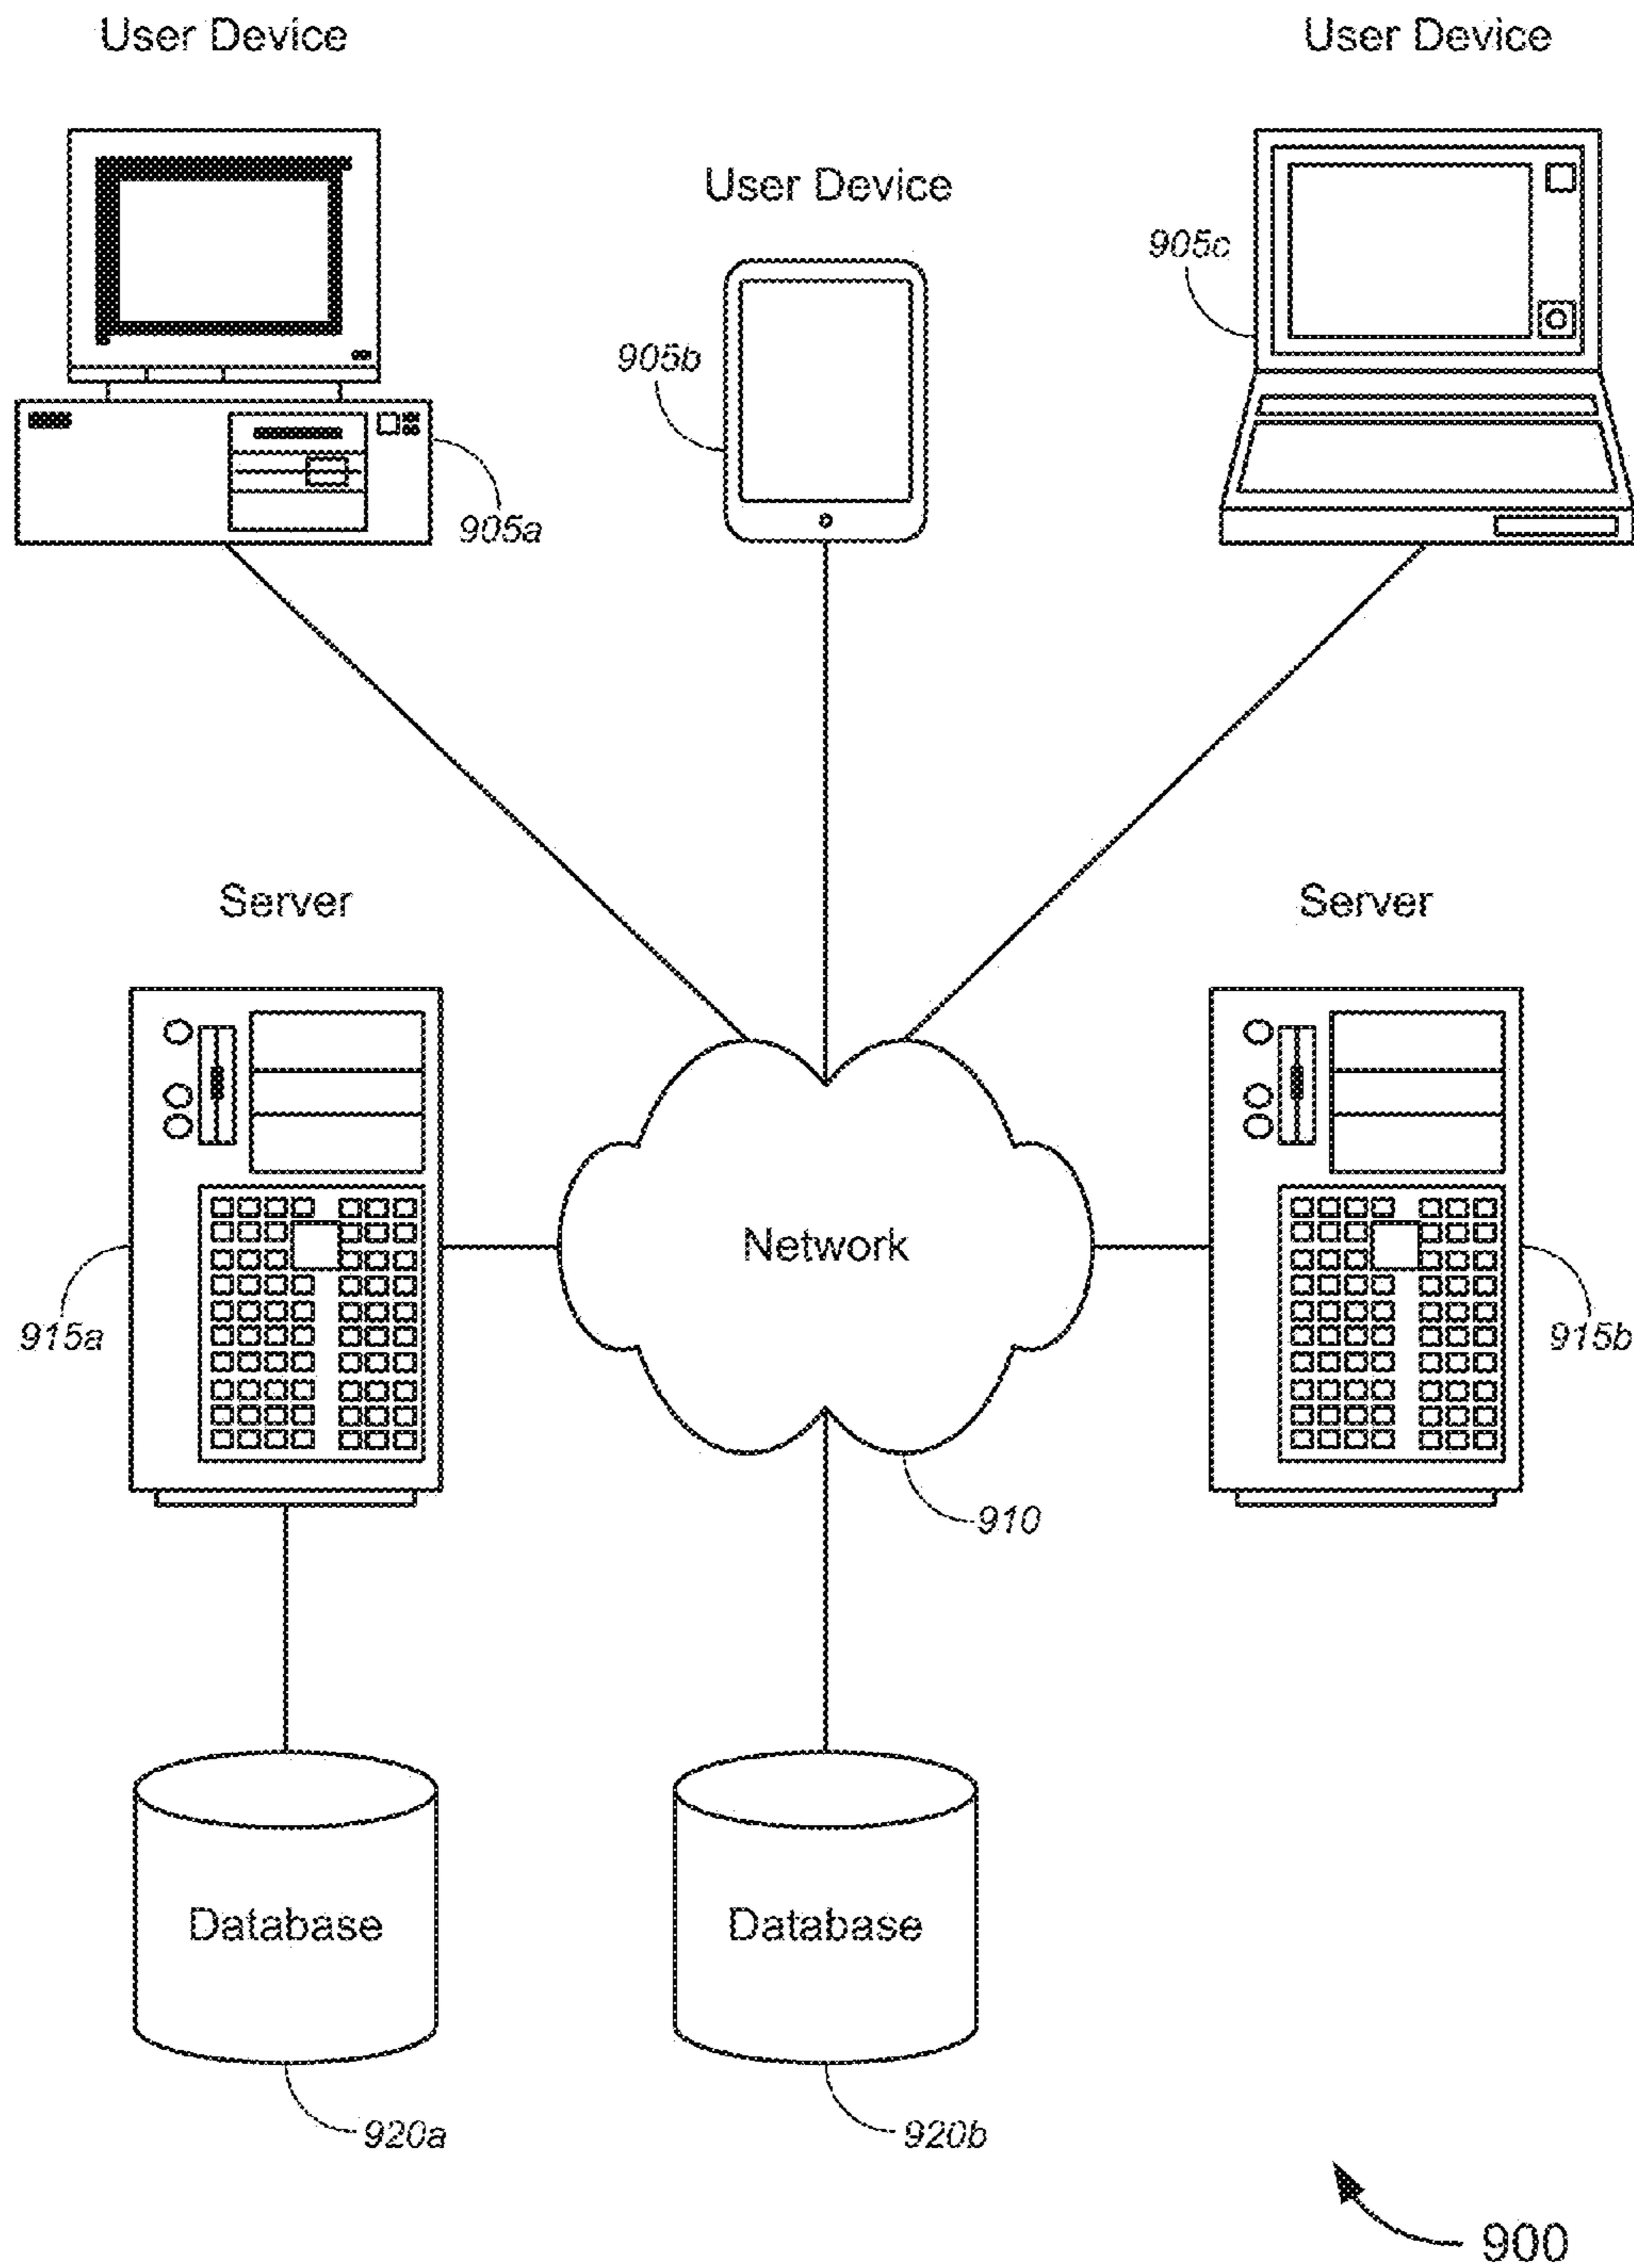 User Device
User Device
User Device
905c
905b
905a
Server
Server
Network
915a
915b
910
Database
Database
920a
920b
900